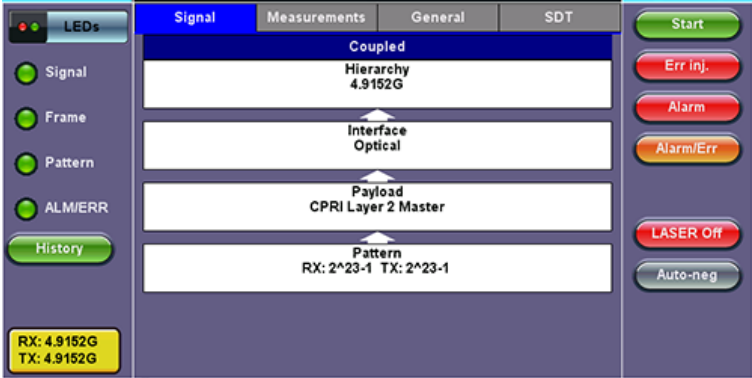 LEDs
Signal
Frame
Pattern
ALM/ERR
History
RX: 4.9152G
TX: 4.9152G
Signal Measurements General SDT
Coupled
Hierarchy
4.9152G
Interface
Optical
Payload
CPRI Layer 2 Master
Pattern
RX: 2^23-1 TX: 2^23-1
Start
Err inj.
Alarm
Alarm/Err
LASER Off
Auto-neg